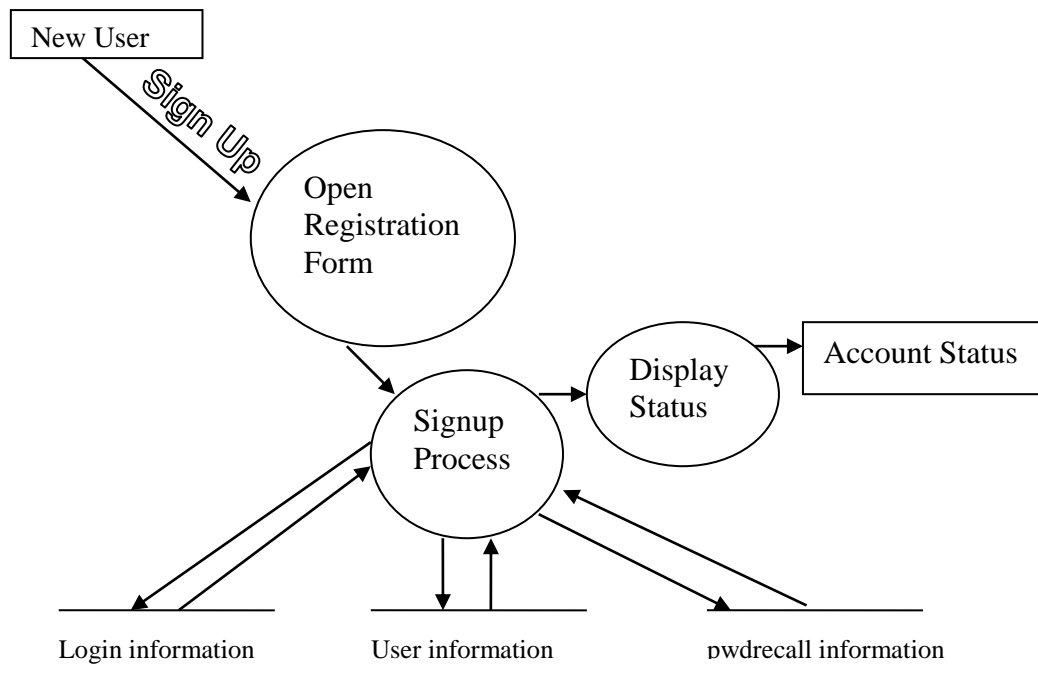 New User
Sign Up
Open
Registration
Form
Account Status
Display
Status
Signup
Process
Login information
User information
pwdrecall information